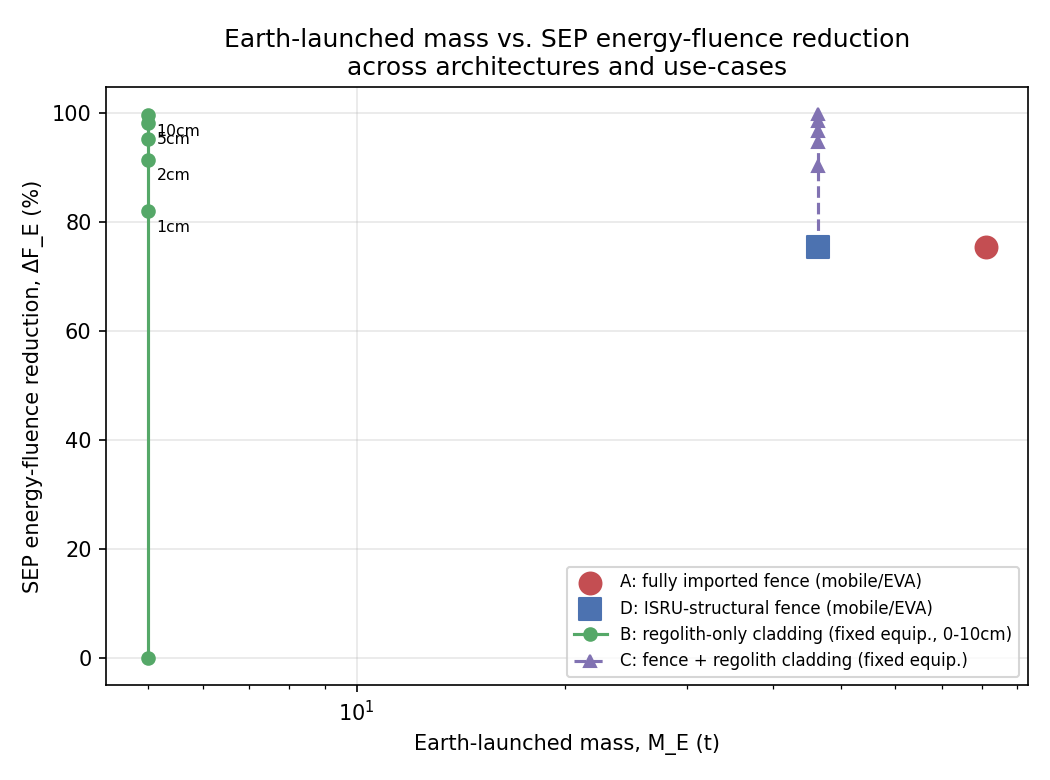 Earth-launched mass vs. SEP energy-fluence reduction
across architectures and use-cases
SEP energy-fluence reduction, ΔF_E (%)
100
80
60
40
20
0
10cm
5cm
2cm
1cm
A: fully imported fence (mobile/EVA)
D: ISRU-structural fence (mobile/EVA)
B: regolith-only cladding (fixed equip., 0-10cm)
C: fence + regolith cladding (fixed equip.)
10¹
Earth-launched mass, M_E (t)